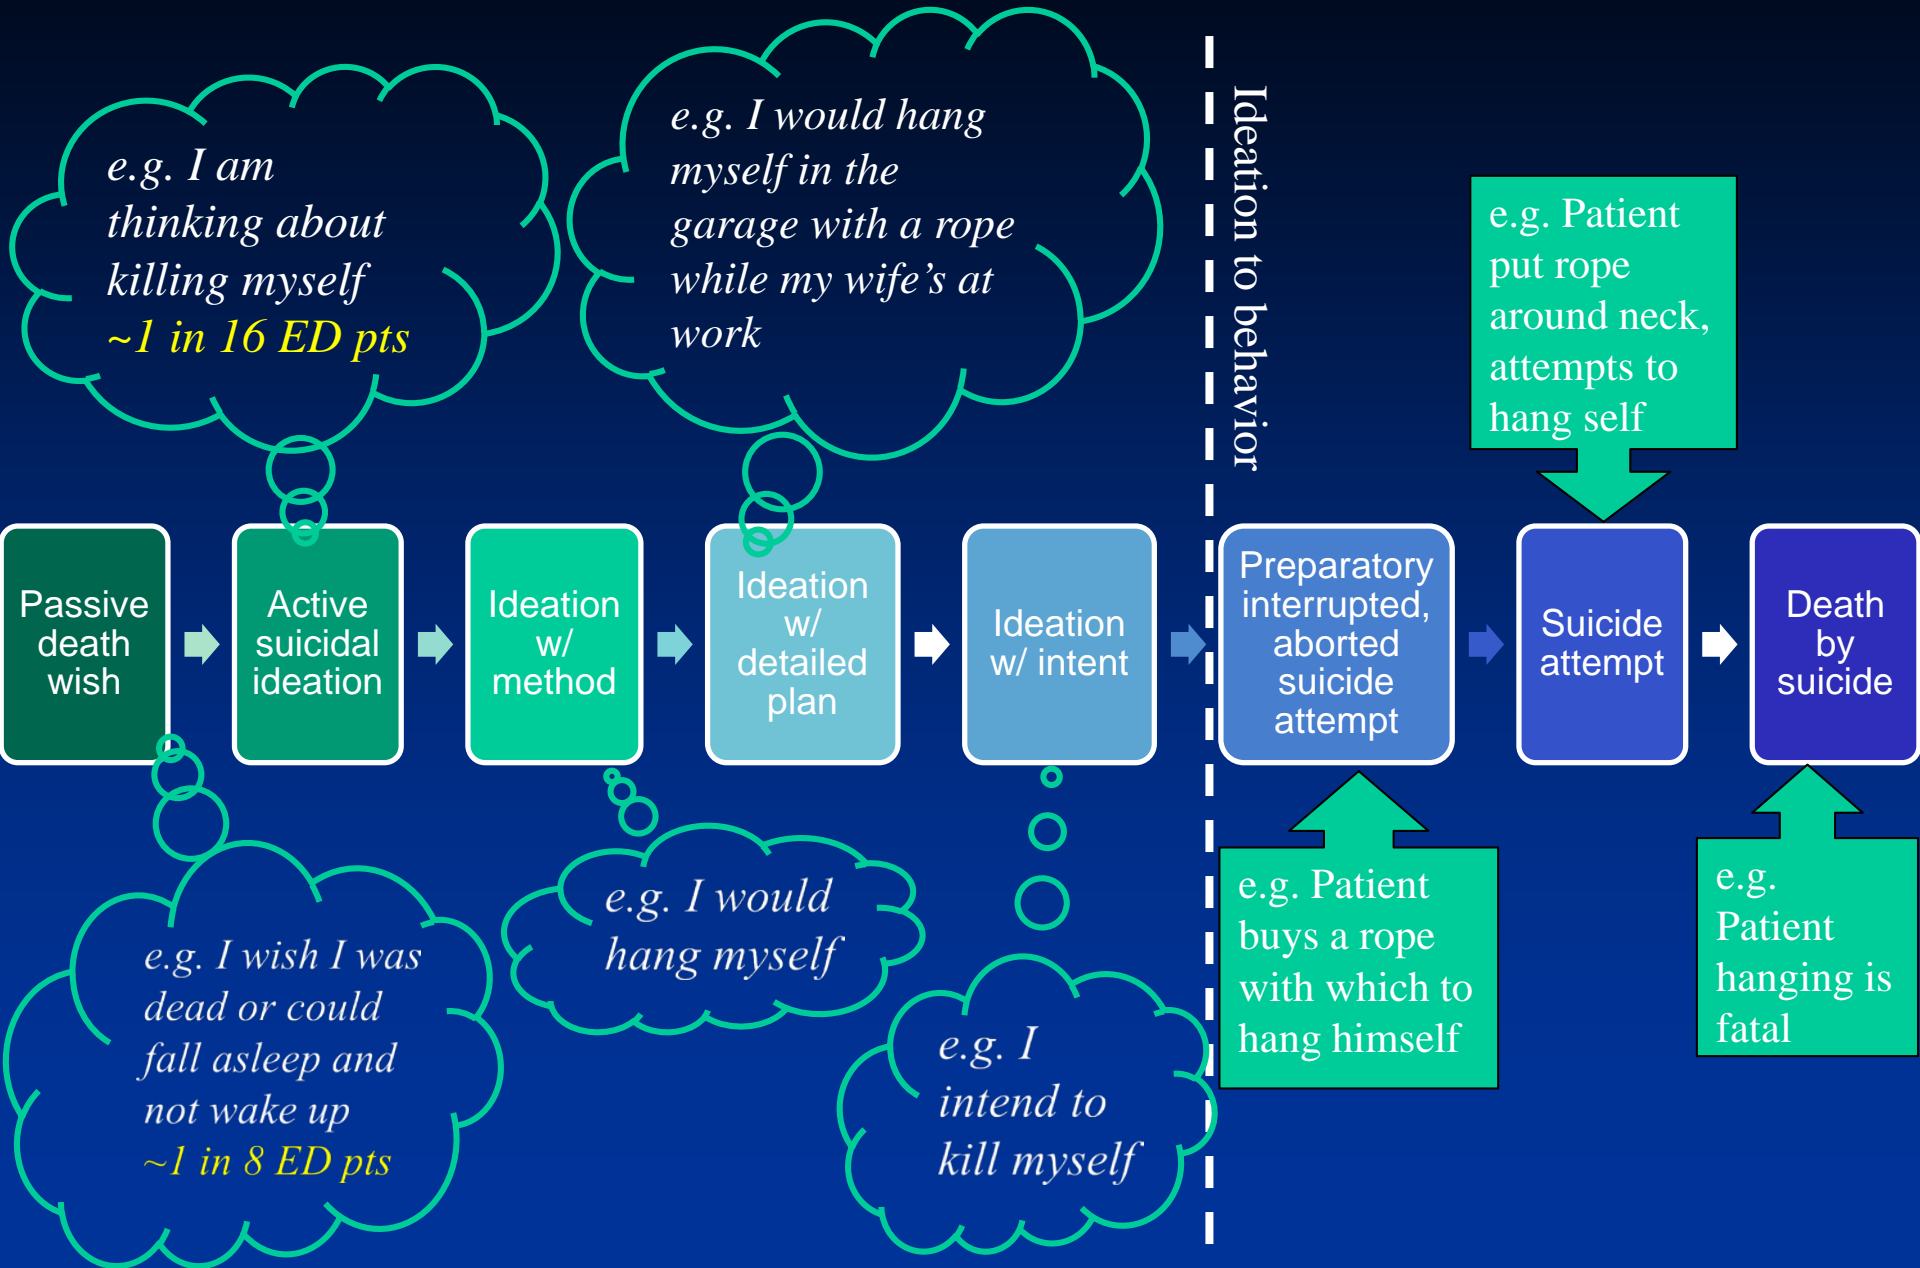 e.g. I am
thinking about
killing myself
~1 in 16 ED pts
e.g. I would hang
myself in the
garage with a rope
while my wife's at
work
Ideation to behavior
e.g. Patient
put rope
around neck,
attempts to
hang self
Passive
death
wish
Active
suicidal
ideation
Ideation
w/
method
Ideation
w/
detailed
plan
Ideation
w/ intent
Preparatory
interrupted,
aborted
suicide
attempt
Suicide
attempt
Death
by
suicide
e.g. I wish I was
dead or could
fall asleep and
not wake up
~1 in 8 ED pts
e.g. I would
hang myself
e.g. I
intend to
kill myself
e.g. Patient
buys a rope
with which to
hang himself
e.g.
Patient
hanging is
fatal